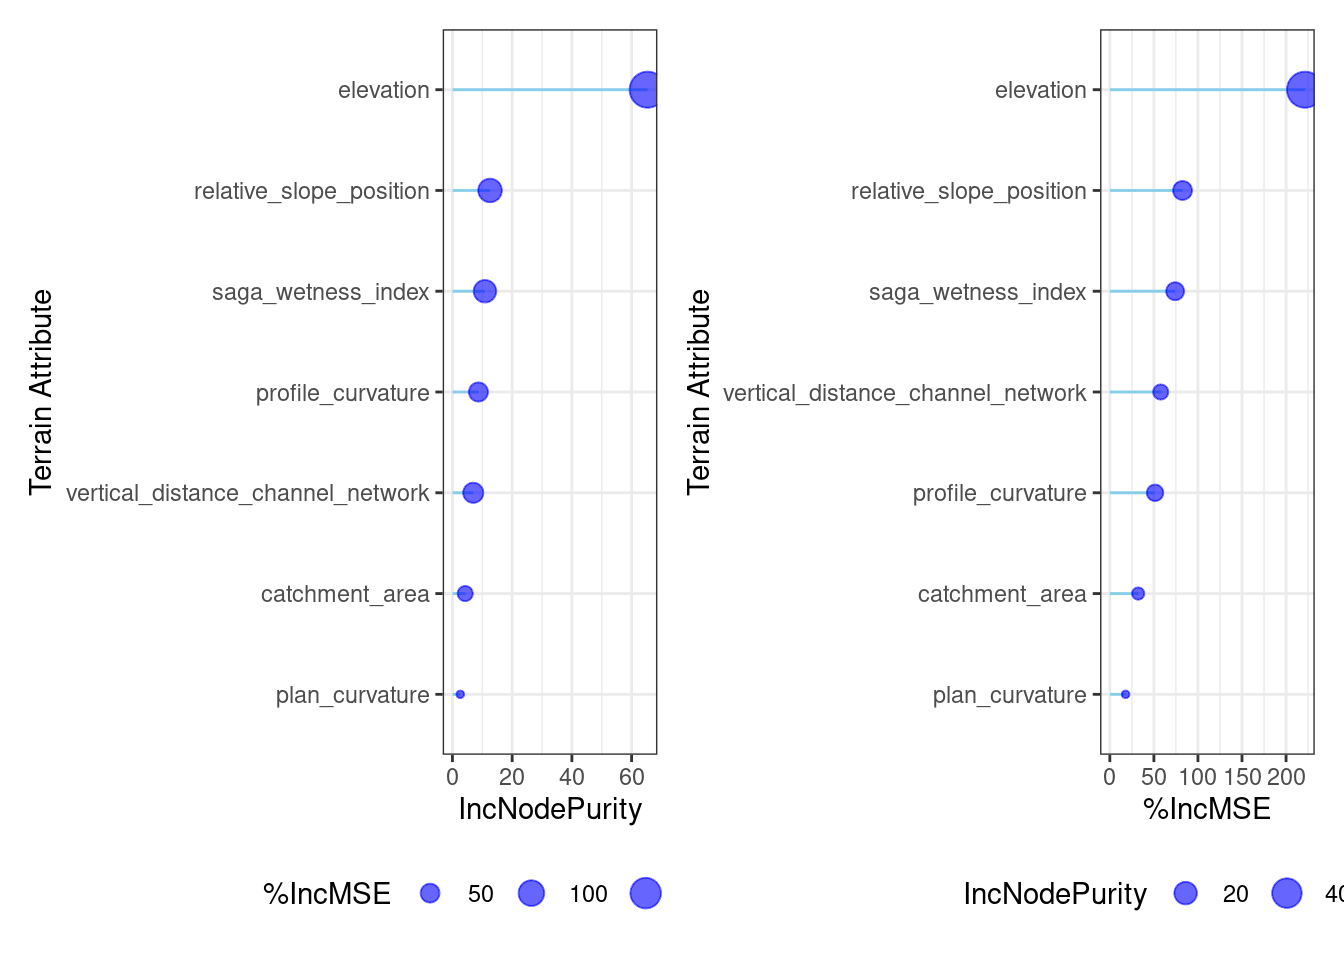 Terrain Attribute
elevation
relative_slope_position
saga_wetness_index
profile_curvature
vertical_distance_channel_network
catchment_area
plan_curvature
0 20 40 60
IncNodePurity
%IncMSE 50 100
Terrain Attribute
elevation
relative_slope_position
saga_wetness_index
vertical_distance_channel_network
profile_curvature
catchment_area
plan_curvature
0 50 100 150 200
%IncMSE
IncNodePurity 20 40